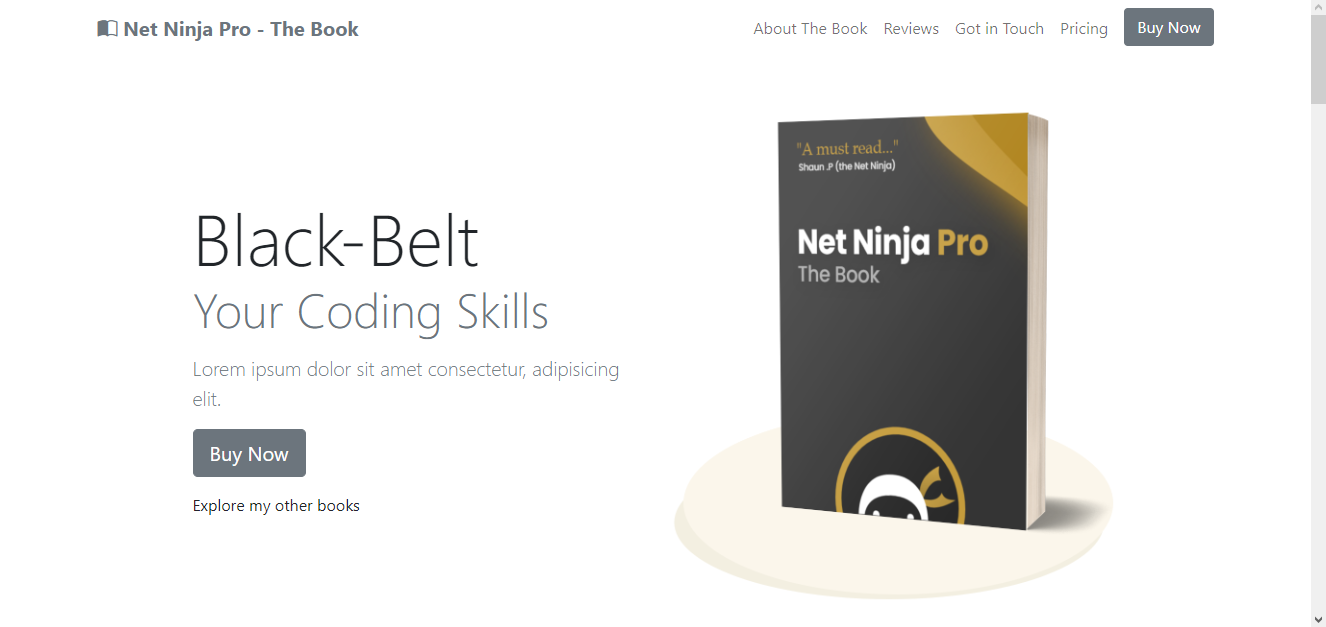 Net Ninja Pro - The Book
About The Book
Reviews
Got in Touch
Pricing
Buy Now
Black-Belt
Your Coding Skills
Lorem ipsum dolor sit amet consectetur, adipisicing
elit.
Buy Now
Explore my other books
"A must read..."
Shaun .P (the Net Ninja)
Net Ninja Pro
The Book